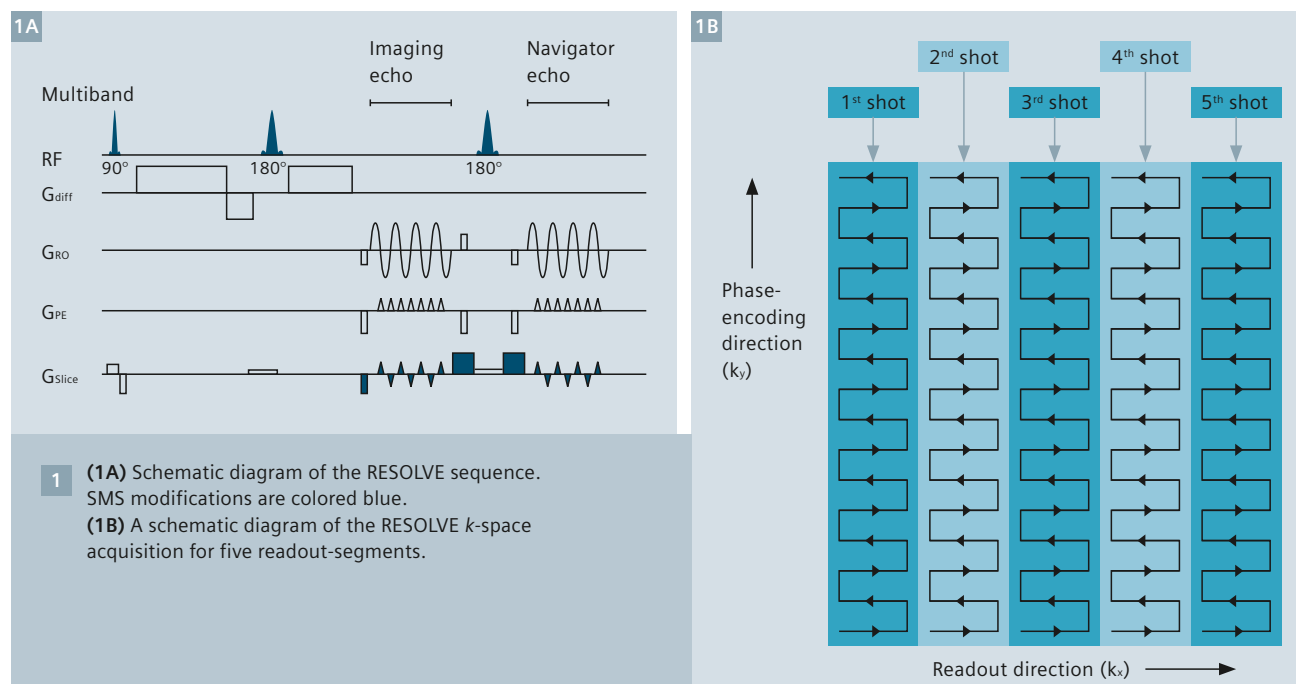 1A
Imaging
echo
Navigator
echo
Multiband
RF
90°
180°
180°
Gdiff
GRO
GPE
GSlice
1
(1A) Schematic diagram of the RESOLVE sequence.
SMS modifications are colored blue.
(1B) A schematic diagram of the RESOLVE k-space
acquisition for five readout-segments.
1B
2nd shot
4th shot
1st shot
3rd shot
5th shot
Phase-
encoding
direction
(ky)
Readout direction (kx)